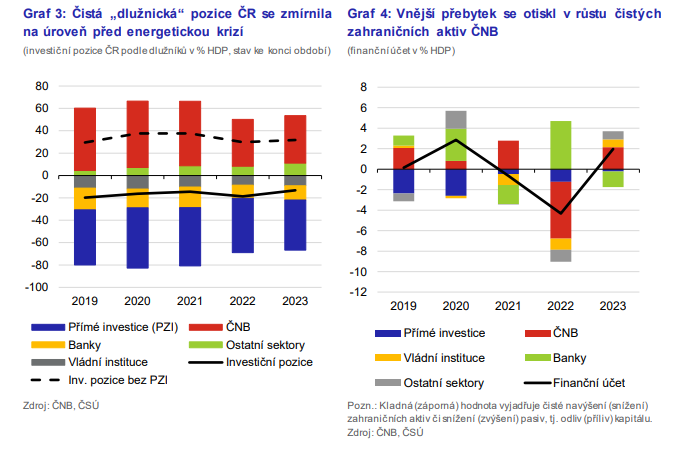 Graf 3: Čistá „dlužnická“ pozice ČR se zmírnila
na úroveň před energetickou krizí
(investiční pozice ČR podle dlužníků v % HDP, stav ke konci období)
80
60
40
20
0
-20
-40
-60
-80
-100
2019 2020 2021 2022 2023
Přímé investice (PZI) ČNB
Banky Ostatní sektory
Vládní instituce Investiční pozice
Inv. pozice bez PZI
Zdroj: ČNB, ČSÚ
Graf 4: Vnější přebytek se otiskl v růstu čistých
zahraničních aktiv ČNB
(finanční účet v % HDP)
8
6
4
2
0
-2
-4
-6
-8
-10
-12
2019 2020 2021 2022 2023
Přímé investice ČNB
Vládní instituce Banky
Ostatní sektory Finanční účet
Pozn.: Kladná (záporná) hodnota vyjadřuje čisté navýšení (snížení)
zahraničních aktiv či snížení (zvýšení) pasiv, tj. odliv (příliv) kapitálu.
Zdroj: ČNB, ČSÚ